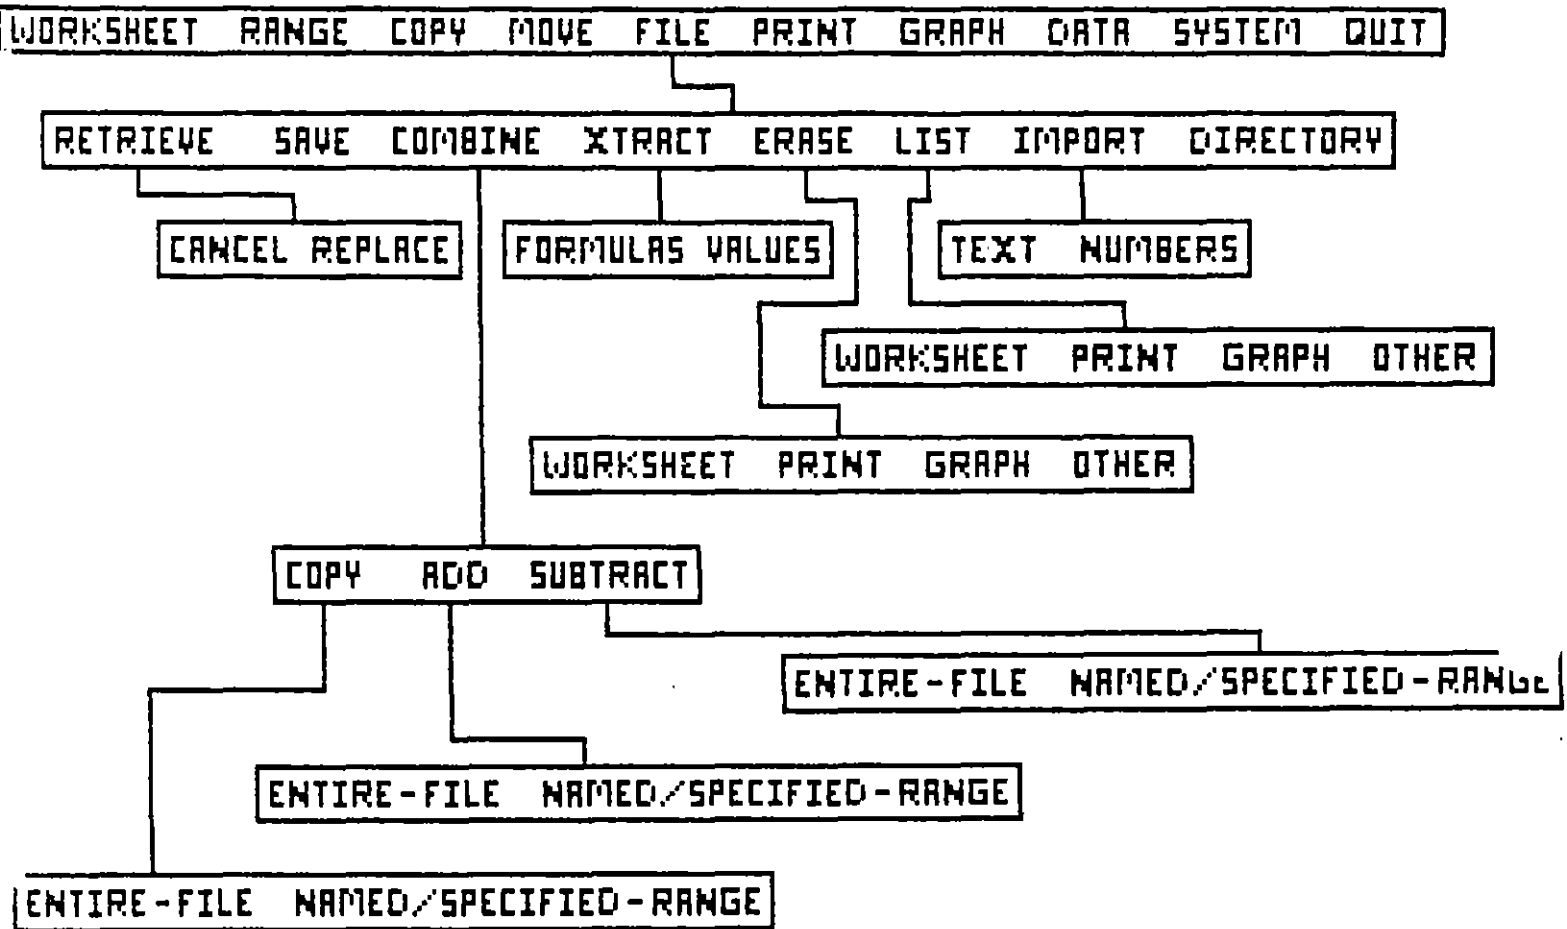 WORKSHEET RANGE COPY MOVE FILE PRINT GRAPH DATA SYSTEM QUIT
RETRIEVE SAVE COMBINE XTRACT ERASE LIST IMPORT DIRECTORY
CANCEL REPLACE FORMULAS VALUES TEXT NUMBERS
WORKSHEET PRINT GRAPH OTHER
WORKSHEET PRINT GRAPH OTHER
COPY ADD SUBTRACT
ENTIRE-FILE NAMED/SPECIFIED-RANGE
ENTIRE-FILE NAMED/SPECIFIED-RANGE
ENTIRE-FILE NAMED/SPECIFIED-RANGE